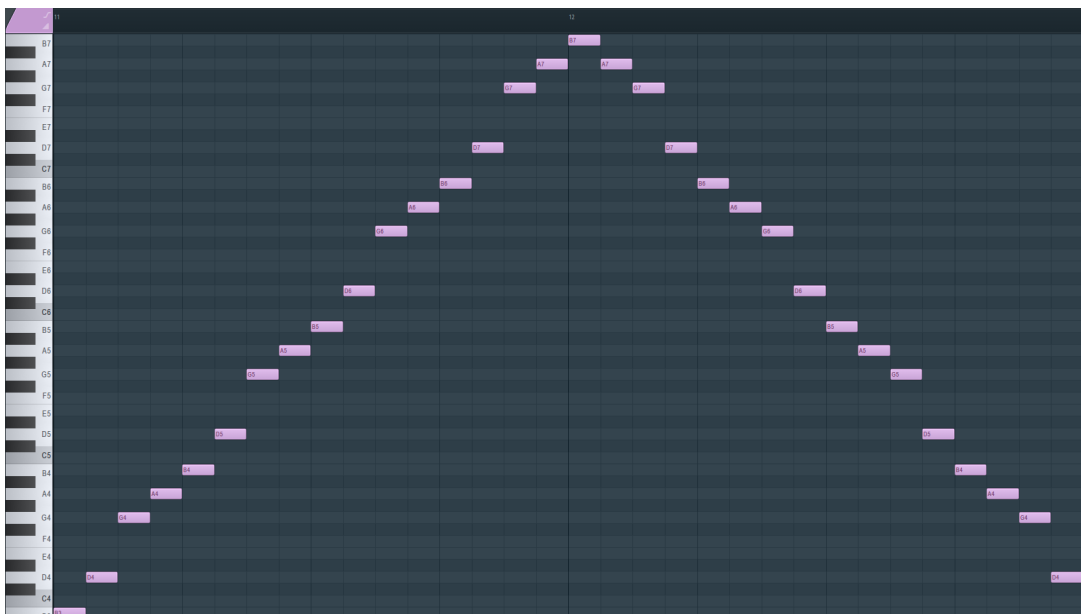 11 12
B7 B7
A7 A7 A7
G7 G7 G7
F7
E7
D7 D7 D7
C7
B6 B6 B6
A6 A6 A6
G6 G6 G6
F6
E6
D6 D6 D6
C6
B5 B5 B5
A5 A5 A5
G5 G5 G5
F5
E5
D5 D5 D5
C5
B4 B4 B4
A4 A4 A4
G4 G4 G4
F4
E4
D4 D4 D4
C4